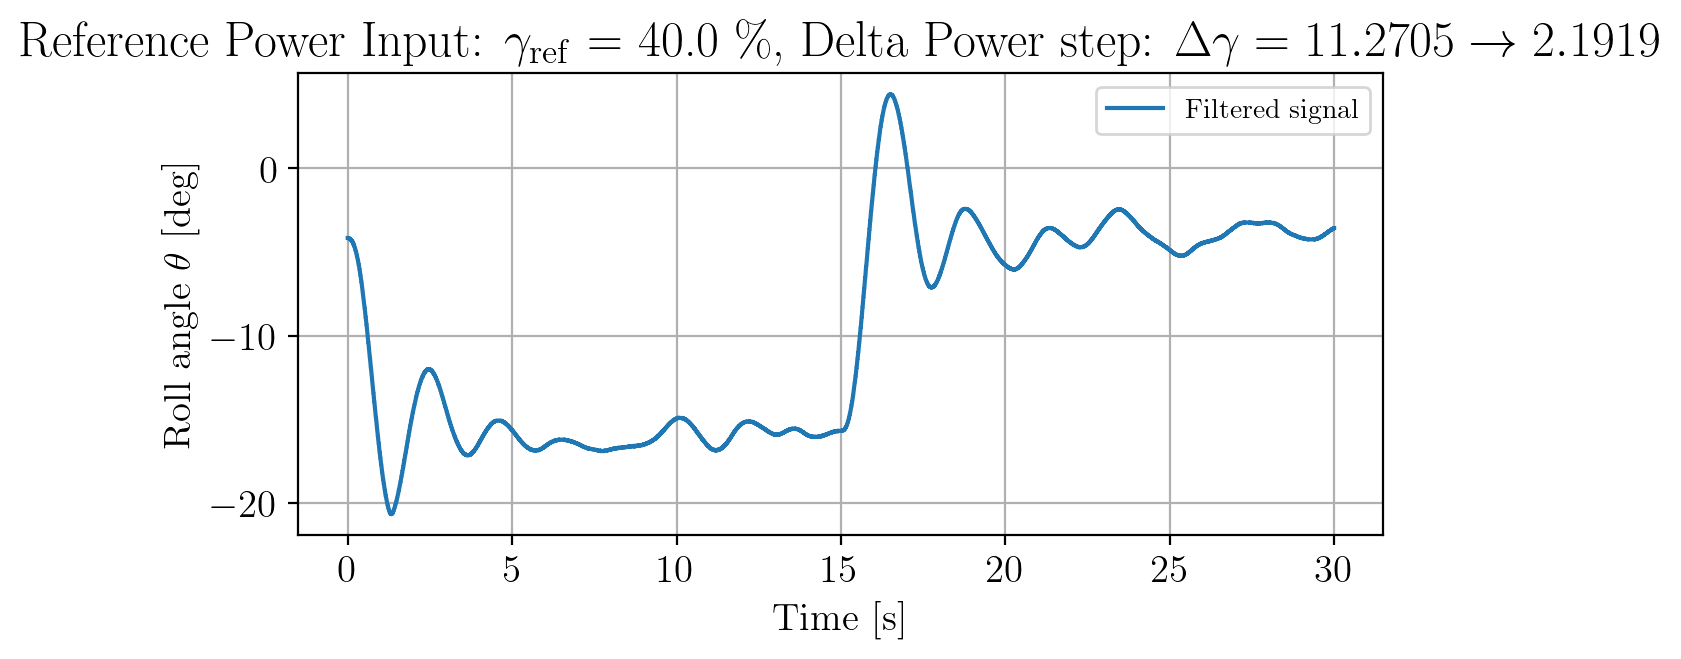 Reference Power Input: γref = 40.0 %, Delta Power step: Δγ = 11.2705 → 2.1919
Filtered signal
Roll angle θ [deg]
0
−10
−20
0 5 10 15 20 25 30
Time [s]